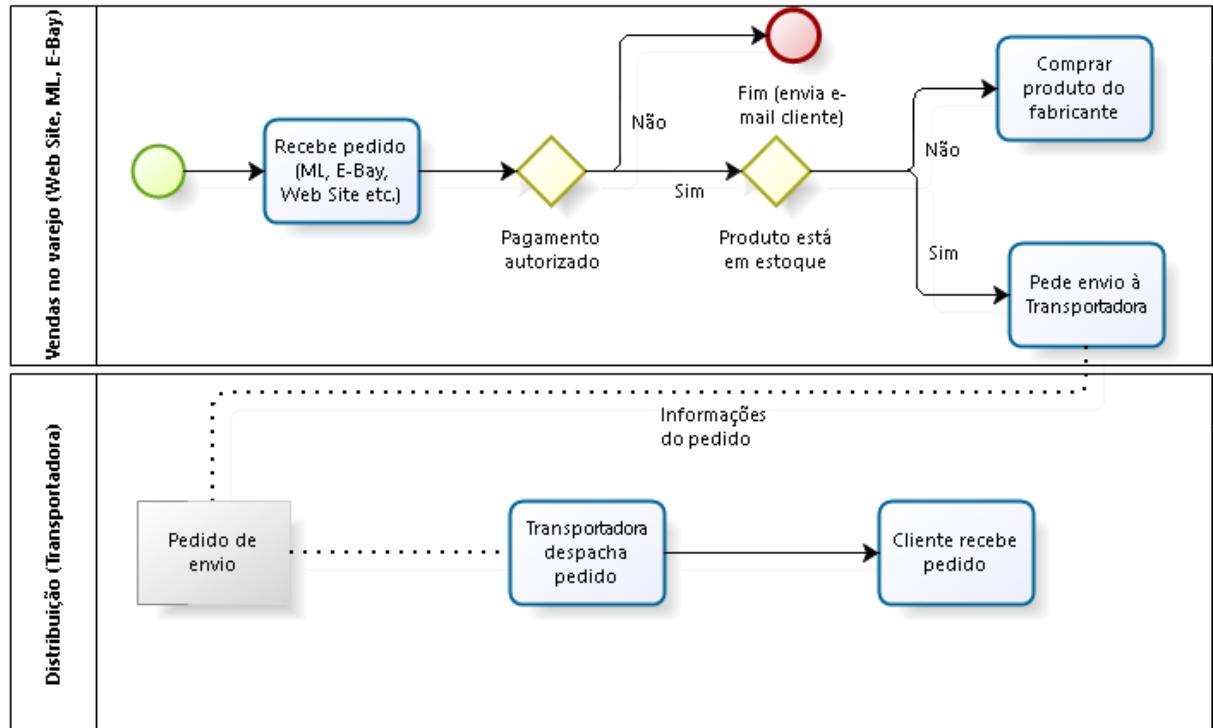 Vendas no varejo (Web Site, ML, E-Bay)
Recebe pedido
(ML, E-Bay,
Web Site etc.)
Pagamento
autorizado
Não
Sim
Fim (envia e-
mail cliente)
Produto está
em estoque
Não
Sim
Comprar
produto do
fabricante
Pede envio à
Transportadora
Informações
do pedido
Distribuição (Transportadora)
Pedido de
envio
Transportadora
despacha
pedido
Cliente recebe
pedido